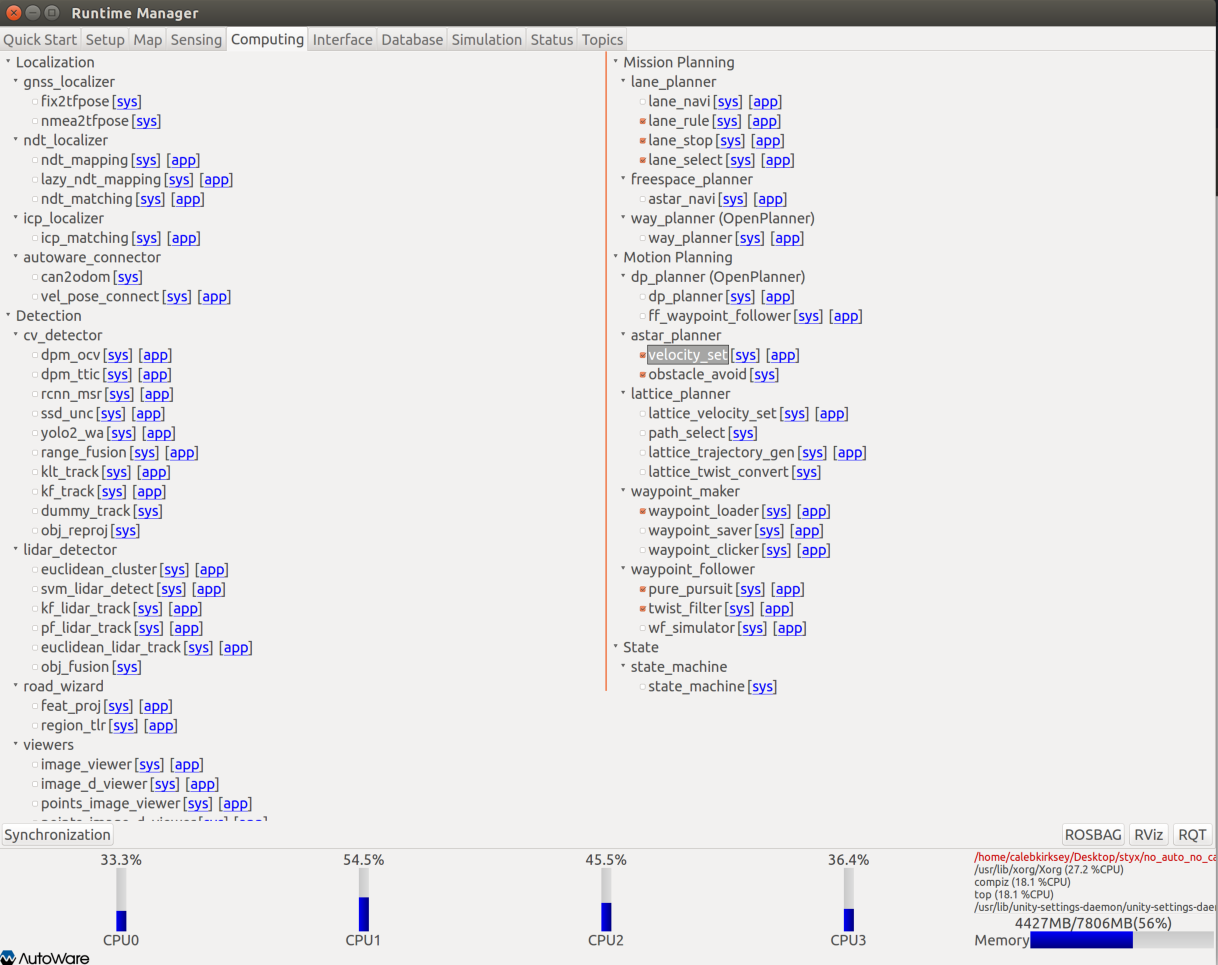 Runtime Manager
Quick Start Setup Map Sensing Computing Interface Database Simulation Status Topics
Localization
gnss_localizer
fix2tfpose [sys]
nmea2tfpose [sys]
ndt_localizer
ndt_mapping [sys] [app]
lazy_ndt_mapping [sys] [app]
ndt_matching [sys] [app]
icp_localizer
icp_matching [sys] [app]
autoware_connector
can2odom [sys]
vel_pose_connect [sys] [app]
Detection
cv_detector
dpm_ocv [sys] [app]
dpm_ttic [sys] [app]
rcnn_msr [sys] [app]
ssd_unc [sys] [app]
yolo2_wa [sys] [app]
range_fusion [sys] [app]
klt_track [sys] [app]
kf_track [sys] [app]
dummy_track [sys]
obj_reproj [sys]
lidar_detector
euclidean_cluster [sys] [app]
svm_lidar_detect [sys] [app]
kf_lidar_track [sys] [app]
pf_lidar_track [sys] [app]
euclidean_lidar_track [sys] [app]
obj_fusion [sys]
road_wizard
feat_proj [sys] [app]
region_tlr [sys] [app]
viewers
image_viewer [sys] [app]
image_d_viewer [sys] [app]
points_image_viewer [sys] [app]
Mission Planning
lane_planner
lane_navi [sys] [app]
lane_rule [sys] [app]
lane_stop [sys] [app]
lane_select [sys] [app]
freespace_planner
astar_navi [sys] [app]
way_planner (OpenPlanner)
way_planner [sys] [app]
Motion Planning
dp_planner (OpenPlanner)
dp_planner [sys] [app]
ff_waypoint_follower [sys] [app]
astar_planner
velocity_set [sys] [app]
obstacle_avoid [sys]
lattice_planner
lattice_velocity_set [sys] [app]
path_select [sys]
lattice_trajectory_gen [sys] [app]
lattice_twist_convert [sys]
waypoint_maker
waypoint_loader [sys] [app]
waypoint_saver [sys] [app]
waypoint_clicker [sys] [app]
waypoint_follower
pure_pursuit [sys] [app]
twist_filter [sys] [app]
wf_simulator [sys] [app]
State
state_machine
state_machine [sys]
Synchronization ROSBAG RViz RQT
33.3% 54.5% 45.5% 36.4%
CPU0 CPU1 CPU2 CPU3
/home/calebkirksey/Desktop/styx/no_auto_no_ca
/usr/lib/xorg/Xorg (27.2 %CPU)
compiz (18.1 %CPU)
top (18.1 %CPU)
/usr/lib/unity-settings-daemon/unity-settings-daer
4427MB/7806MB(56%)
Memory
AutoWare